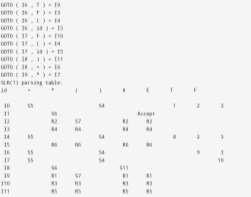 GOTO ( I6 , T ) = I9
GOTO ( I6 , F ) = I3
GOTO ( I6 , ( ) = I4
GOTO ( I6 , id ) = I5
GOTO ( I7 , F ) = I10
GOTO ( I7 , ( ) = I4
GOTO ( I7 , id ) = I5
GOTO ( I8 , ) ) = I11
GOTO ( I8 , + ) = I6
GOTO ( I9 , * ) = I7
SLR(1) parsing table:
id + * ( ) $ E T F
I0 S5 S4 1 2 3
I1 S6 Accept
I2 R2 S7 R2 R2
I3 R4 R4 R4 R4
I4 S5 S4 8 2 3
I5 R6 R6 R6 R6
I6 S5 S4 9 3
I7 S5 S4 10
I8 S6 S11
I9 R1 S7 R1 R1
I10 R3 R3 R3 R3
I11 R5 R5 R5 R5